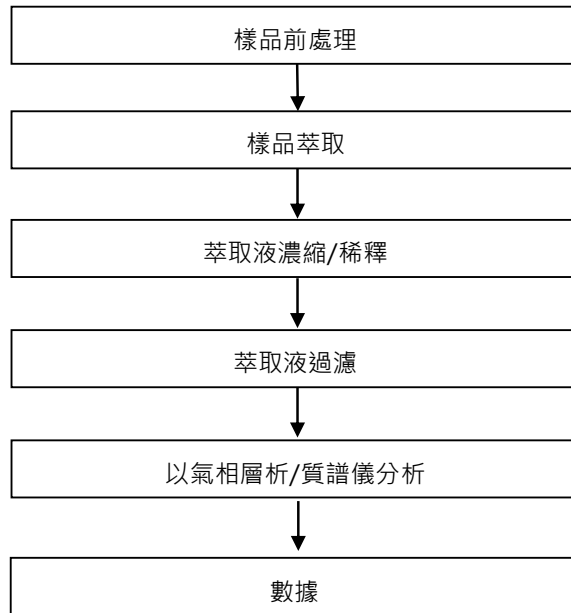 樣品前處理
樣品萃取
萃取液濃縮/稀釋
萃取液過濾
以氣相層析/質譜儀分析
數據